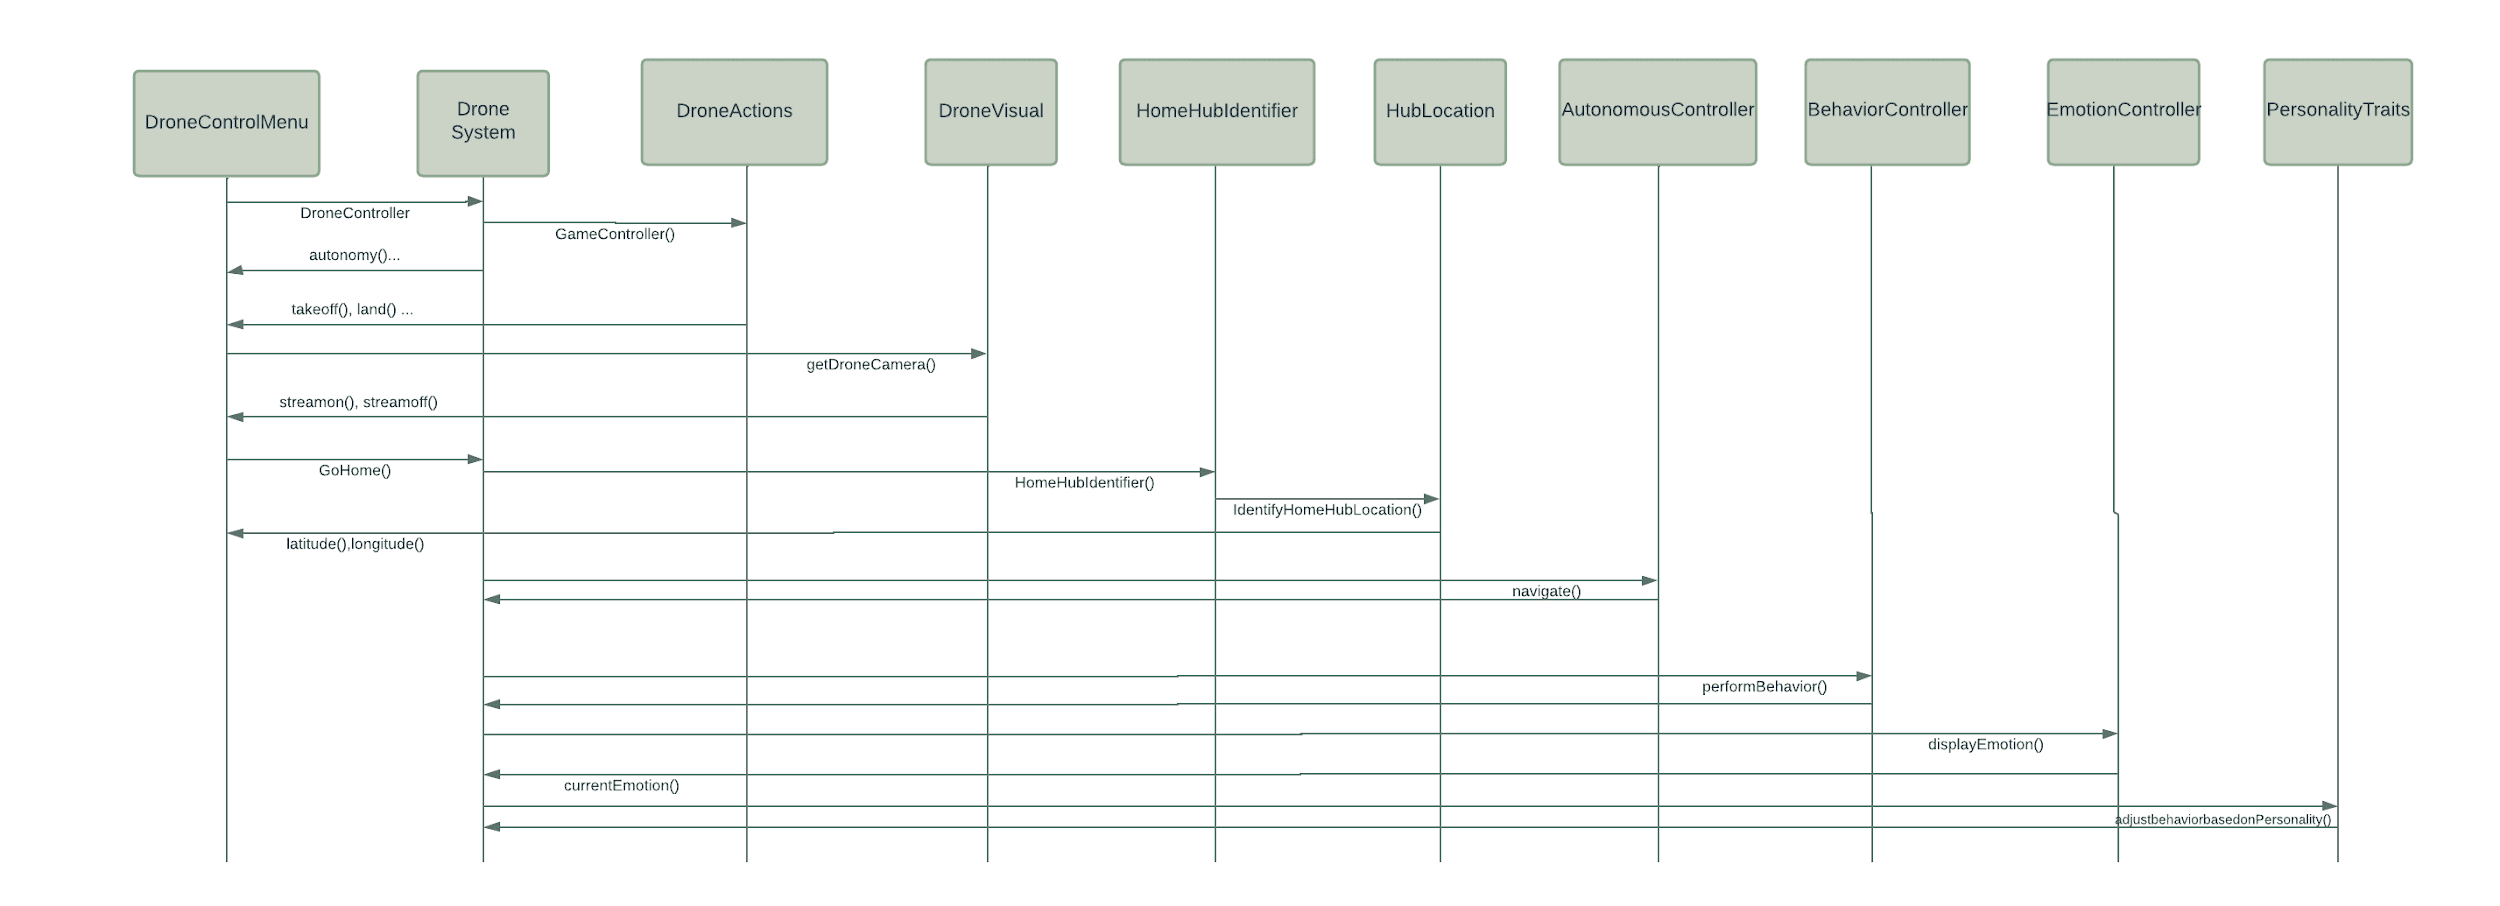 DroneControlMenu
Drone
System
DroneActions
DroneVisual
HomeHubIdentifier
HubLocation
AutonomousController
BehaviorController
EmotionController
PersonalityTraits
DroneController
GameController()
autonomy()...
takeoff(), land() ...
getDroneCamera()
streamon(), streamoff()
GoHome()
HomeHubIdentifier()
IdentifyHomeHubLocation()
latitude(),longitude()
navigate()
performBehavior()
displayEmotion()
currentEmotion()
adjustbehaviorbasedonPersonality()